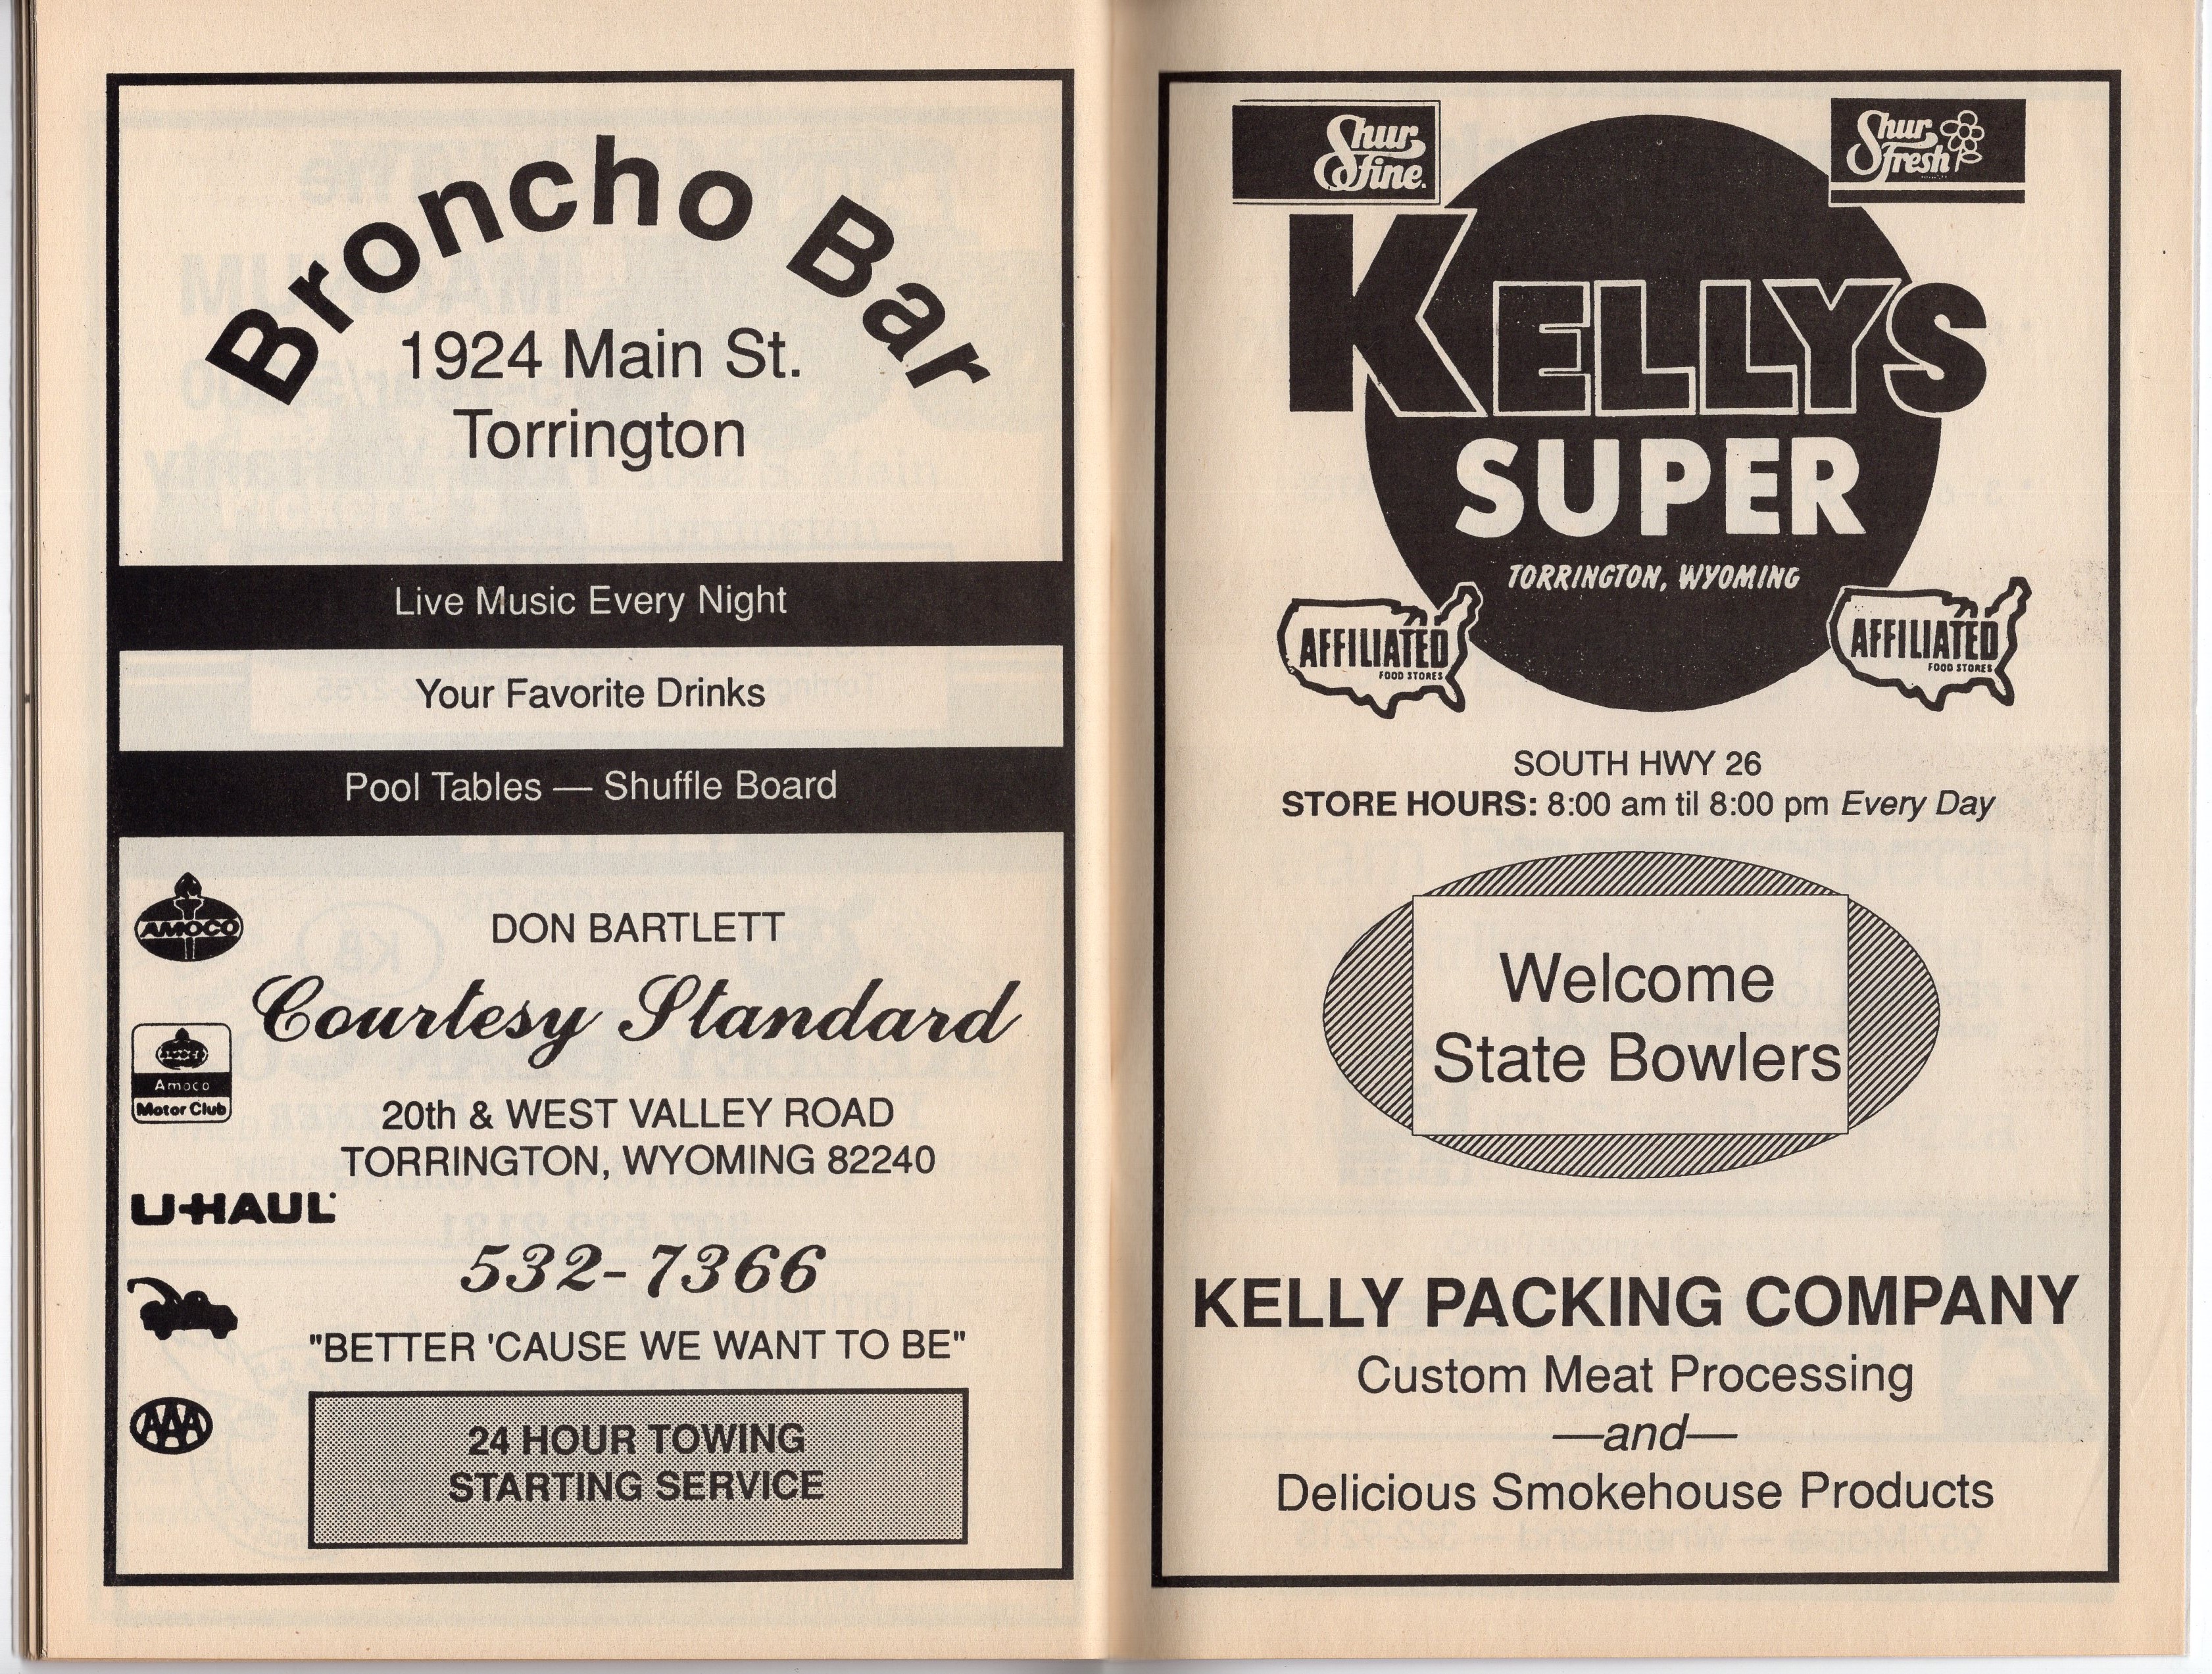 Broncho Bar
1924 Main St.
Torrington
Live Music Every Night
Your Favorite Drinks
Pool Tables — Shuffle Board
AMOCO
DON BARTLETT
Courtesy Standard
Amoco
Motor Club
20th & WEST VALLEY ROAD
TORRINGTON, WYOMING 82240
U-HAUL
532-7366
"BETTER 'CAUSE WE WANT TO BE"
AAA
24 HOUR TOWING
STARTING SERVICE
Shur
fine.
Shur
fresh
KELLYS
SUPER
TORRINGTON, WYOMING
AFFILIATED
FOOD STORES
AFFILIATED
FOOD STORES
SOUTH HWY 26
STORE HOURS: 8:00 am til 8:00 pm Every Day
Welcome
State Bowlers
KELLY PACKING COMPANY
Custom Meat Processing
—and—
Delicious Smokehouse Products